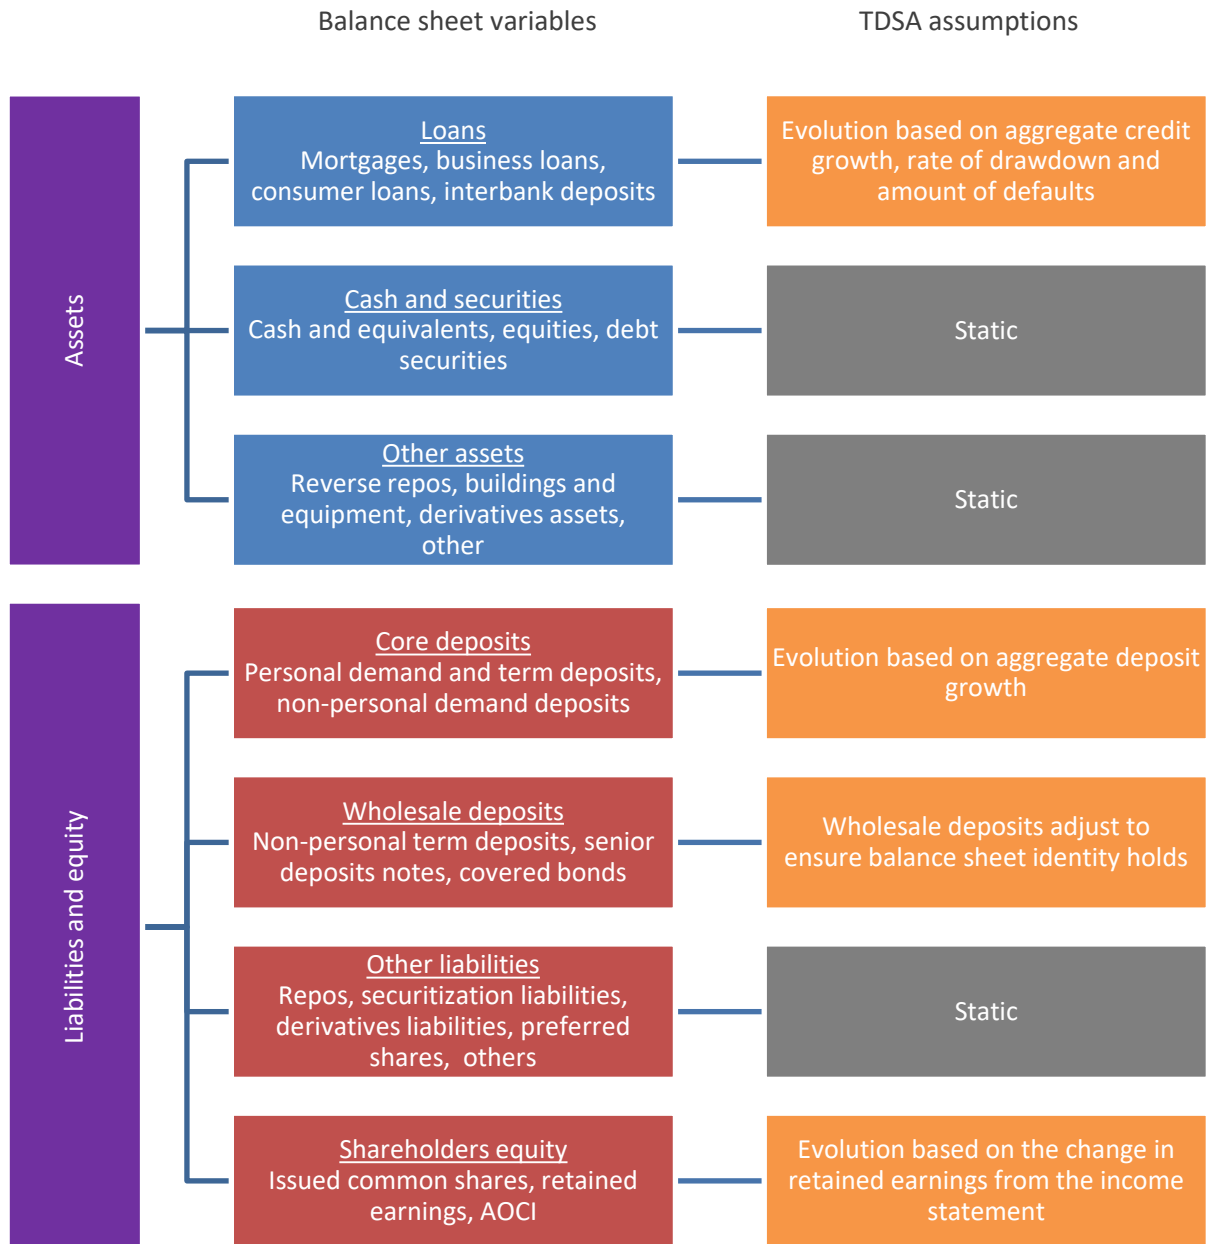 Balance sheet variables
TDSA assumptions
Assets
Loans
Mortgages, business loans,
consumer loans, interbank deposits
Evolution based on aggregate credit
growth, rate of drawdown and
amount of defaults
Cash and securities
Cash and equivalents, equities, debt
securities
Static
Other assets
Reverse repos, buildings and
equipment, derivatives assets,
other
Static
Liabilities and equity
Core deposits
Personal demand and term deposits,
non-personal demand deposits
Evolution based on aggregate deposit
growth
Wholesale deposits
Non-personal term deposits, senior
deposits notes, covered bonds
Wholesale deposits adjust to
ensure balance sheet identity holds
Other liabilities
Repos, securitization liabilities,
derivatives liabilities, preferred
shares,  others
Static
Shareholders equity
Issued common shares, retained
earnings, AOCI
Evolution based on the change in
retained earnings from the income
statement